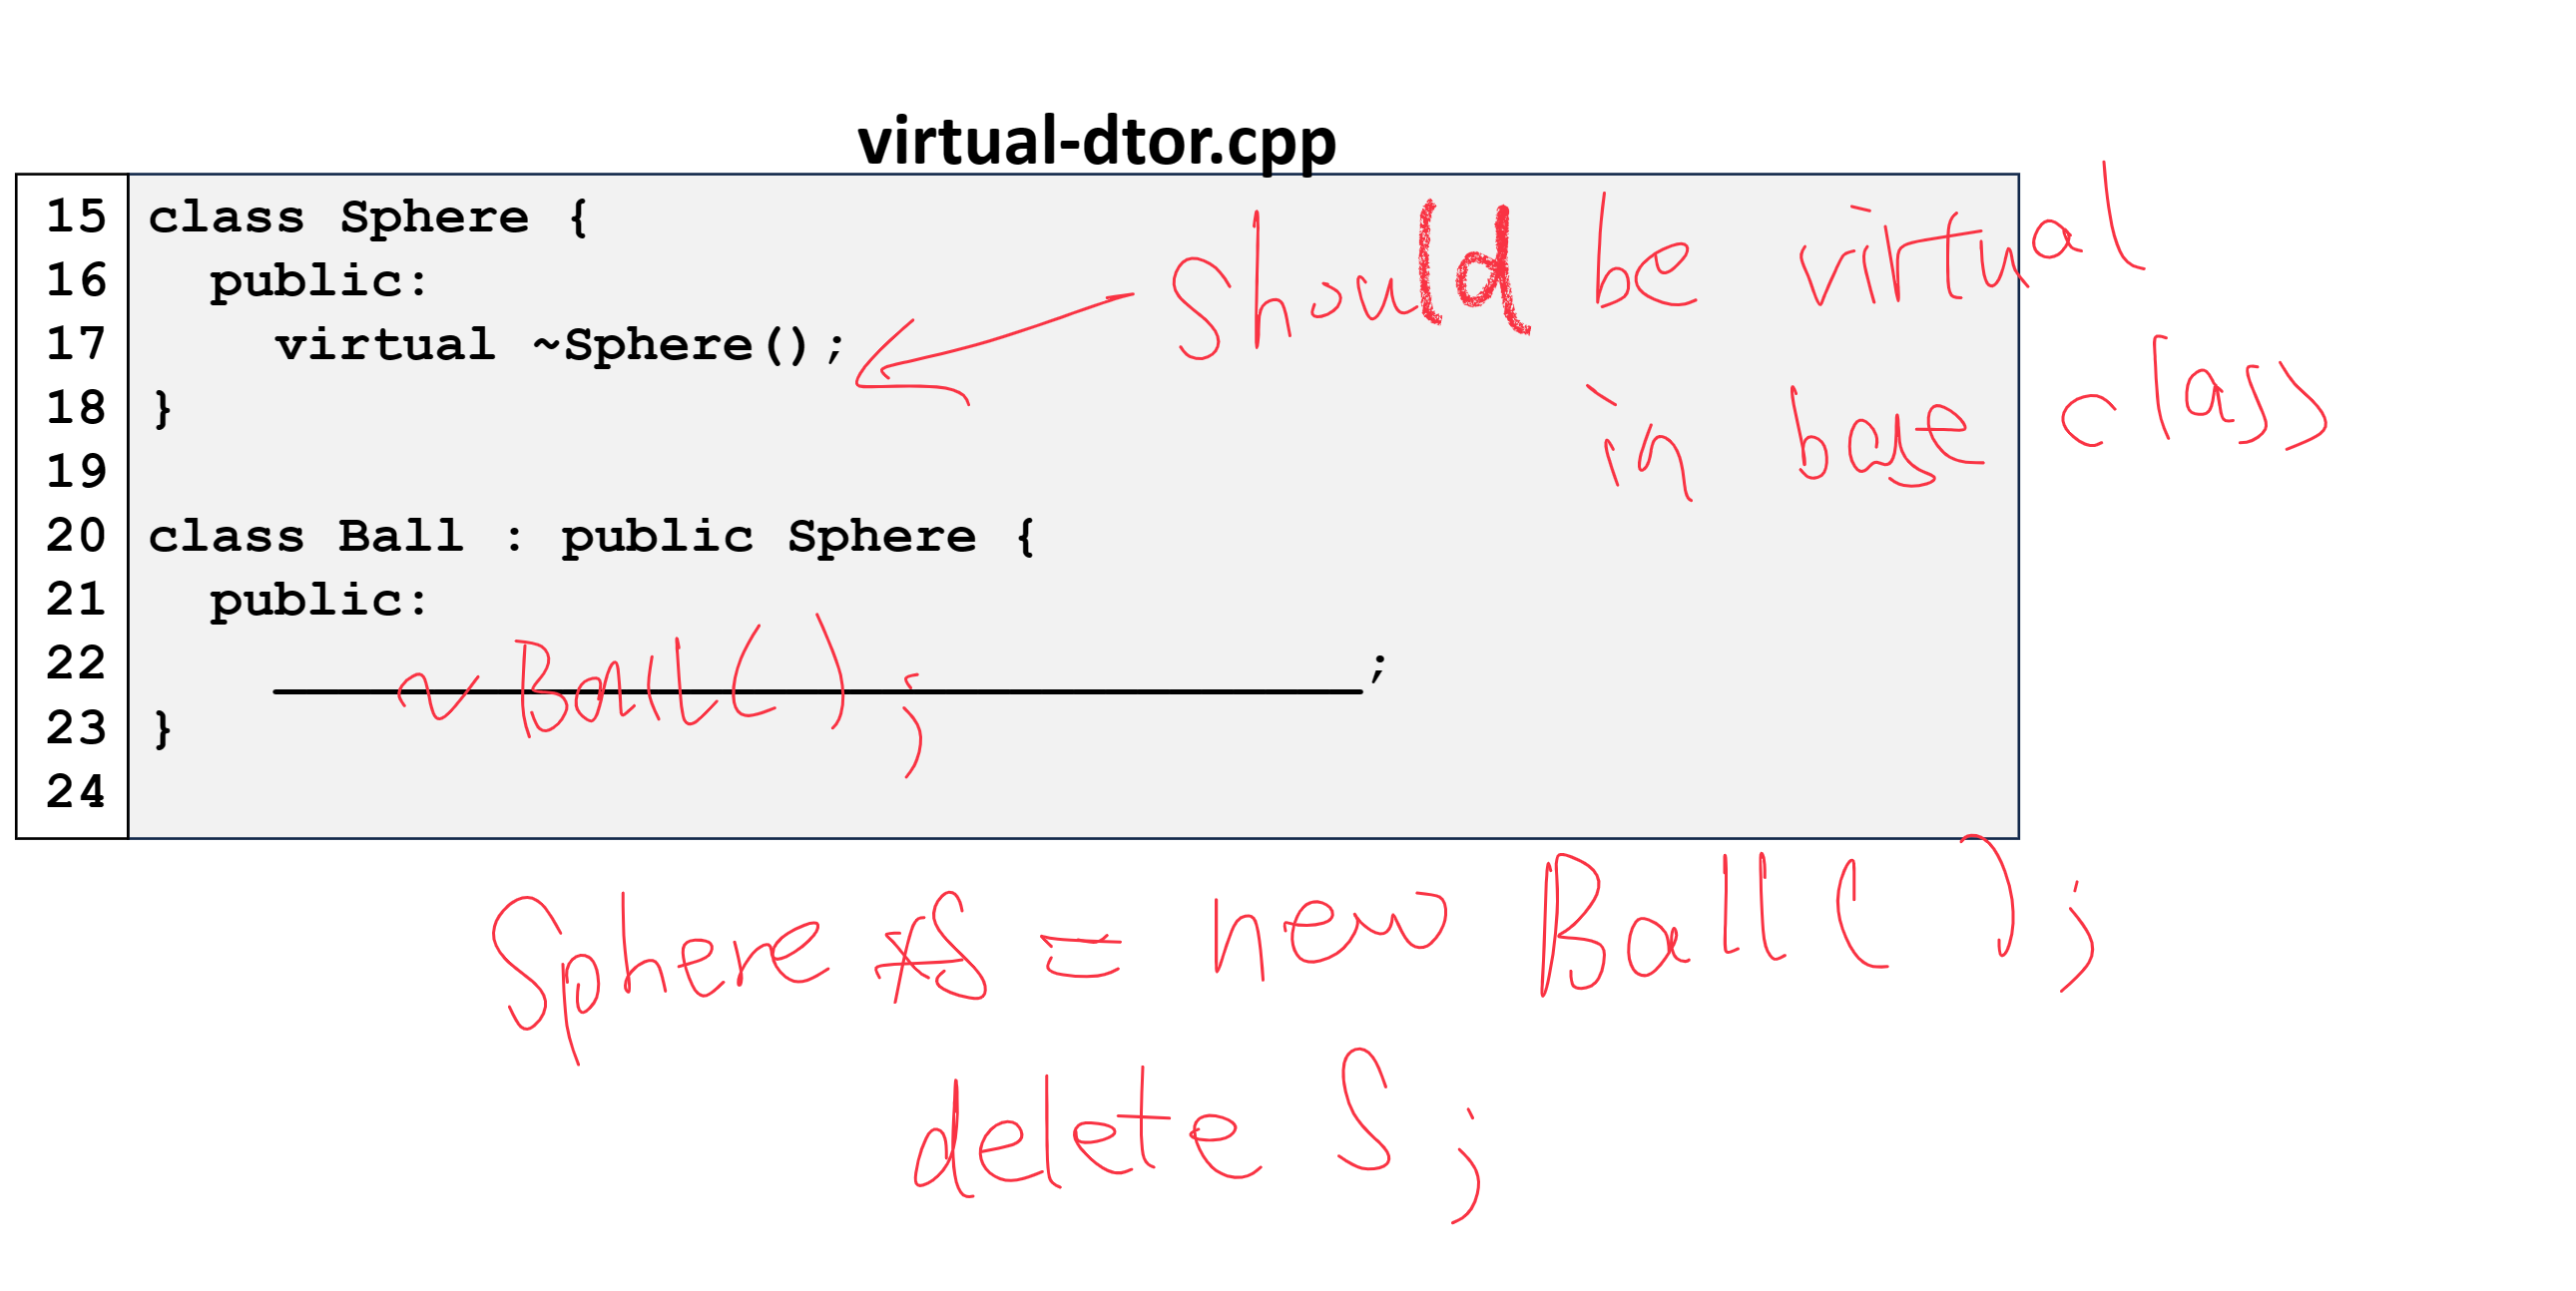 virtual-dtor.cpp
15 class Sphere { should be virtual
16 public:
17 virtual ~Sphere();
18 } in base class
19
20 class Ball : public Sphere {
21 public:
22 ~Ball(); ;
23 }
24
Sphere *S = new Ball();
delete S;